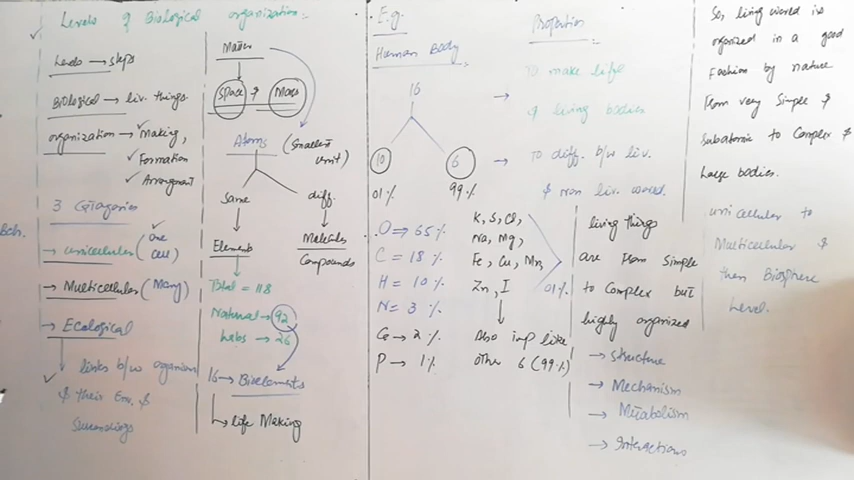 Levels of Biological organization:
Levels → steps
Biological → liv. things.
organization → Making,
Formation
Arrangment
3 Categories
→ unicellular (one cell)
→ Multicellular (Many)
→ Ecological
links b/w organism
& their Env. &
Surroundings
Matter
Space & Mass
Atoms (Smallest unit)
Same diff.
Elements Molecules
Compounds
Total = 118
Natural → 92
Labs → 26
16 → Bioelements
→ life Making
E.g.
Human Body
16
10 6
01% 99%
O ⇒ 65%
C = 18%
H = 10%
N = 3%
Ca → 2%
P → 1%
K, S, Cl,
Na, Mg,
Fe, Cu, Mn,
Zn, I 01%
Also imp like
other 6 (99%)
Properties
→ To make life
& living bodies
→ To diff. b/w liv.
& Non liv. world.
living things
are From Simple
to Complex but
highly organized
→ Structure
→ Mechanism
→ Metabolism
→ Interactions
So, living world is
organized in a good
Fashion by nature
From very Simple &
Subatomic to Complex &
Large bodies.
unicellular to
Multicellular &
then Biosphere
Level.